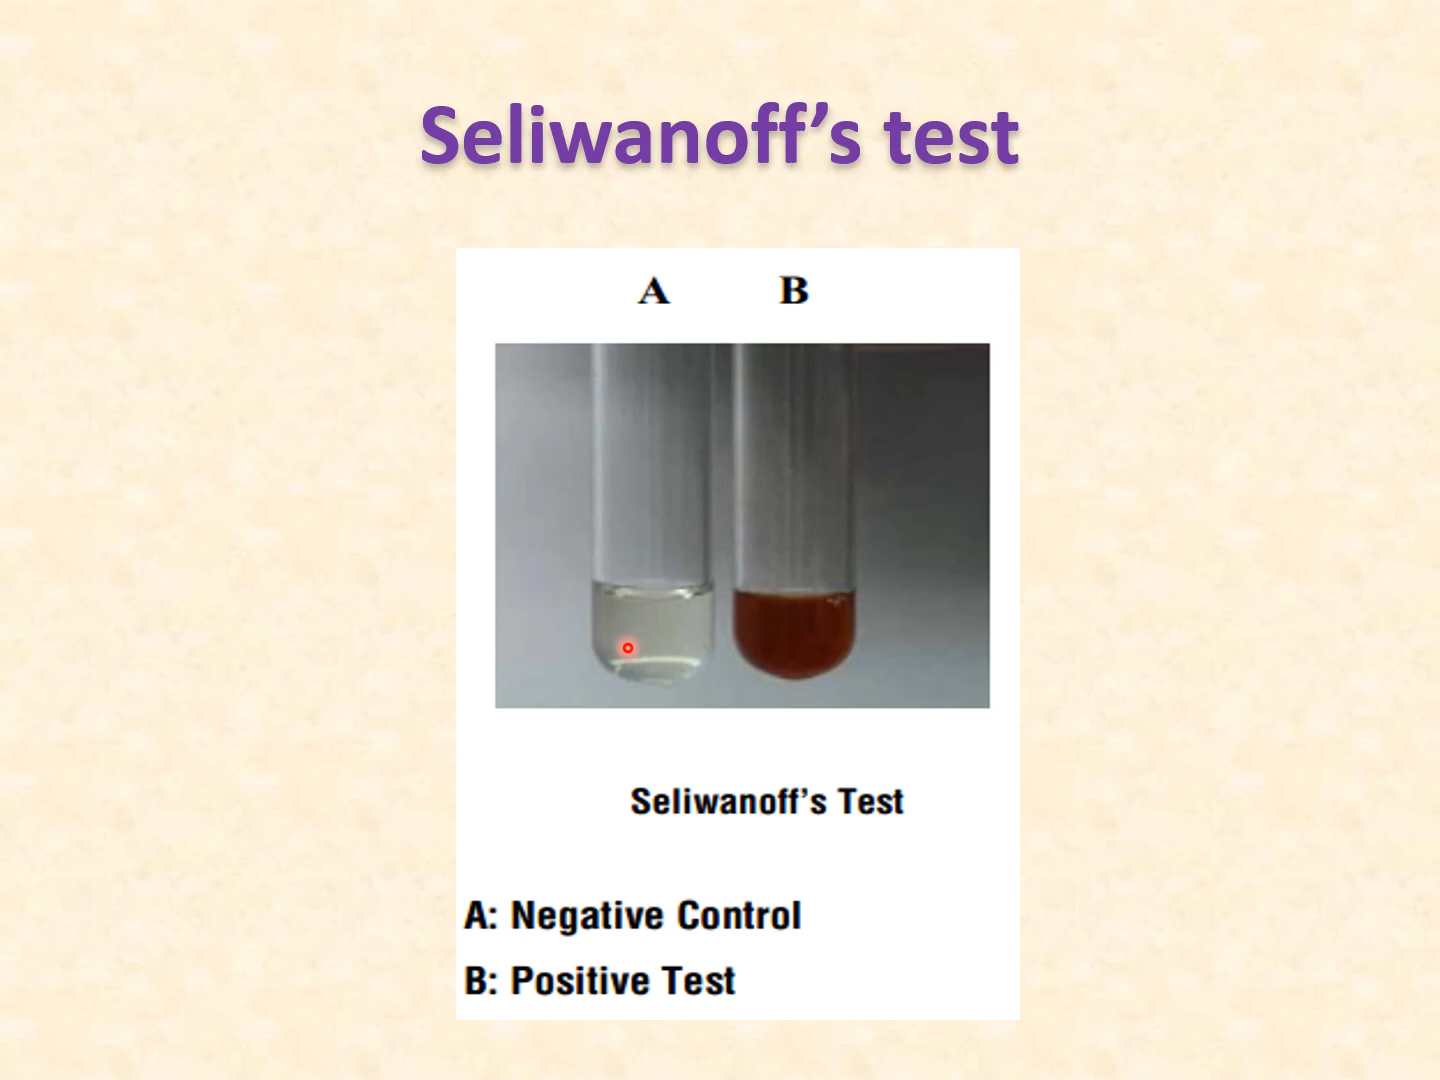 Seliwanoff’s test
A B
Seliwanoff’s Test
A: Negative Control
B: Positive Test